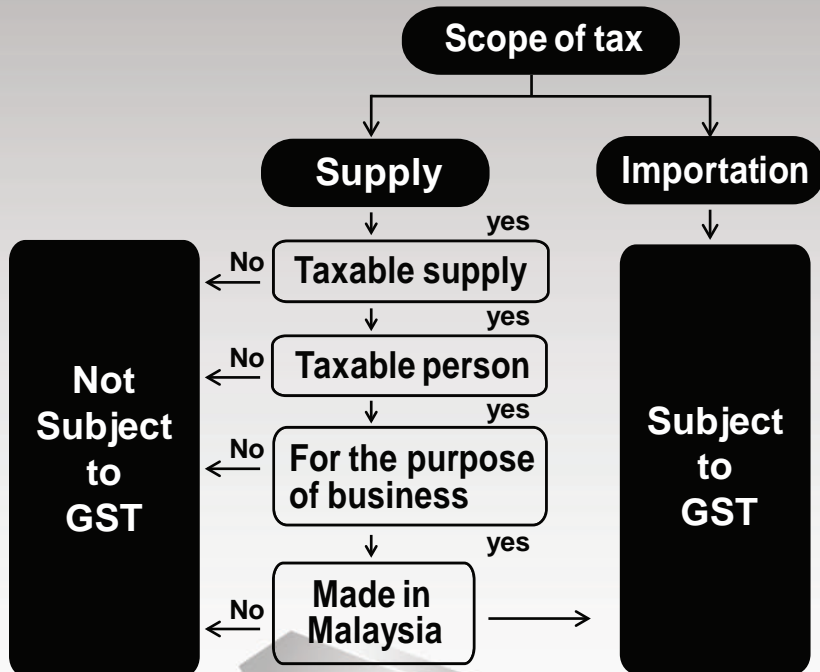 Scope of tax
Supply
Importation
yes
No
Taxable supply
yes
No
Taxable person
yes
No
For the purpose
of business
yes
No
Made in
Malaysia
Not
Subject
to
GST
Subject
to
GST